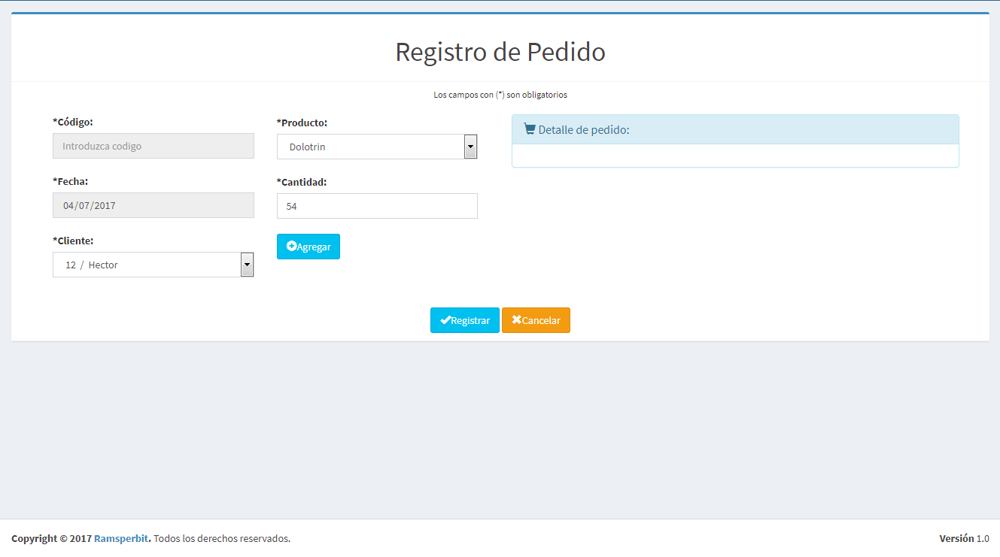 Registro de Pedido
Los campos con (*) son obligatorios
*Código:
Introduzca codigo
*Fecha:
04/07/2017
*Cliente:
12 / Hector
*Producto:
Dolotrin
*Cantidad:
54
Agregar
Detalle de pedido:
Registrar
Cancelar
Copyright © 2017 Ramsperbit. Todos los derechos reservados.
Versión 1.0